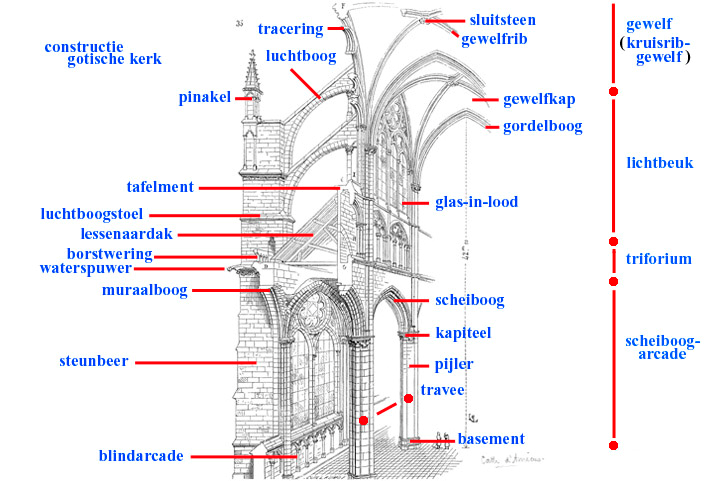 constructie
gotische kerk
35
F
tracering
luchtboog
sluitsteen
gewelfrib
gewelf
(kruisrib-
gewelf)
pinakel
gewelfkap
gordelboog
lichtbeuk
tafelment
glas-in-lood
luchtboogstoel
lessenaardak
borstwering
waterspuwer
triforium
muraalboog
scheiboog
kapiteel
scheiboog-
arcade
steunbeer
pijler
travee
basement
blindarcade